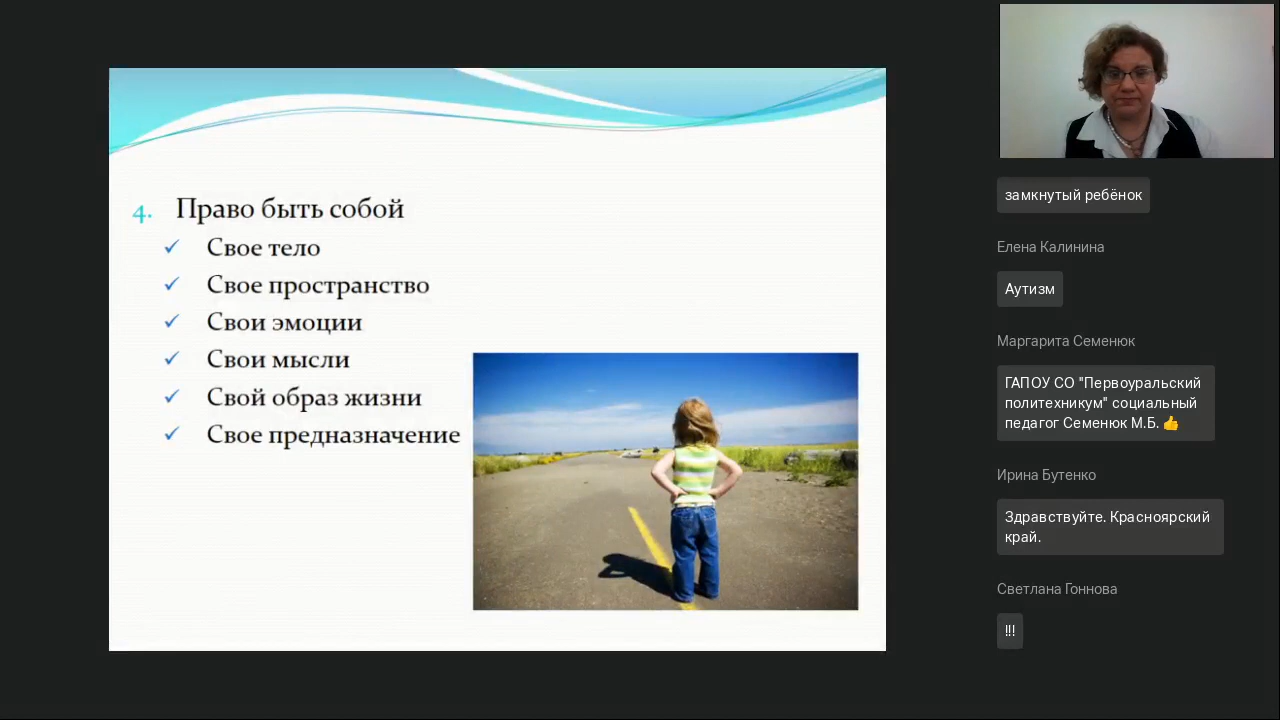 4. Право быть собой
✓ Свое тело
✓ Свое пространство
✓ Свои эмоции
✓ Свои мысли
✓ Свой образ жизни
✓ Свое предназначение
замкнутый ребёнок
Елена Калинина
Аутизм
Маргарита Семенюк
ГАПОУ СО "Первоуральский
политехникум" социальный
педагог Семенюк М.Б. 👍
Ирина Бутенко
Здравствуйте. Красноярский
край.
Светлана Гоннова
!!!